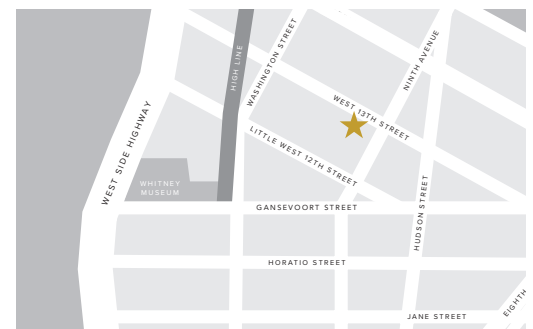 HIGH LINE
WASHINGTON STREET
NINTH AVENUE
WEST 13TH STREET
WEST SIDE HIGHWAY
LITTLE WEST 12TH STREET
WHITNEY
MUSEUM
GANSEVOORT STREET
HUDSON STREET
HORATIO STREET
EIGHTH
JANE STREET